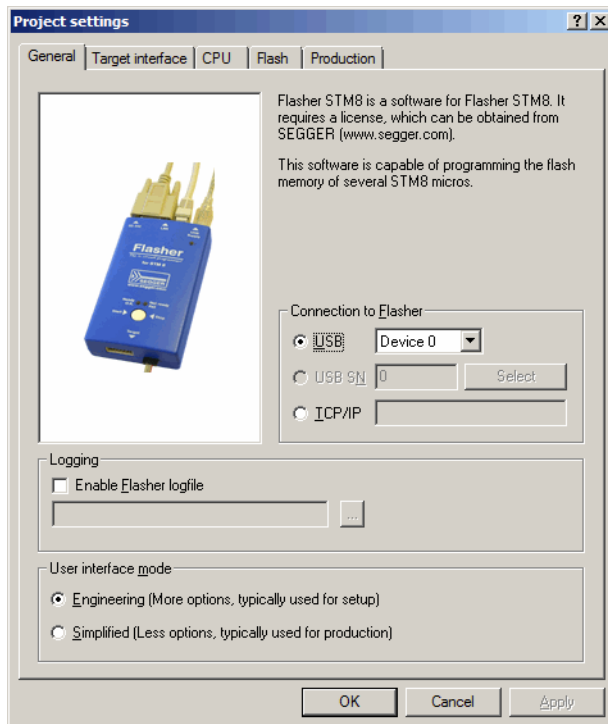 Project settings
General Target interface CPU Flash Production
Flasher STM8 is a software for Flasher STM8. It
requires a license, which can be obtained from
SEGGER (www.segger.com).
This software is capable of programming the flash
memory of several STM8 micros.
Flasher
SEGGER
Connection to Flasher
USB Device 0
USB SN 0 Select
TCP/IP
Logging
Enable Flasher logfile
...
User interface mode
Engineering (More options, typically used for setup)
Simplified (Less options, typically used for production)
OK Cancel Apply